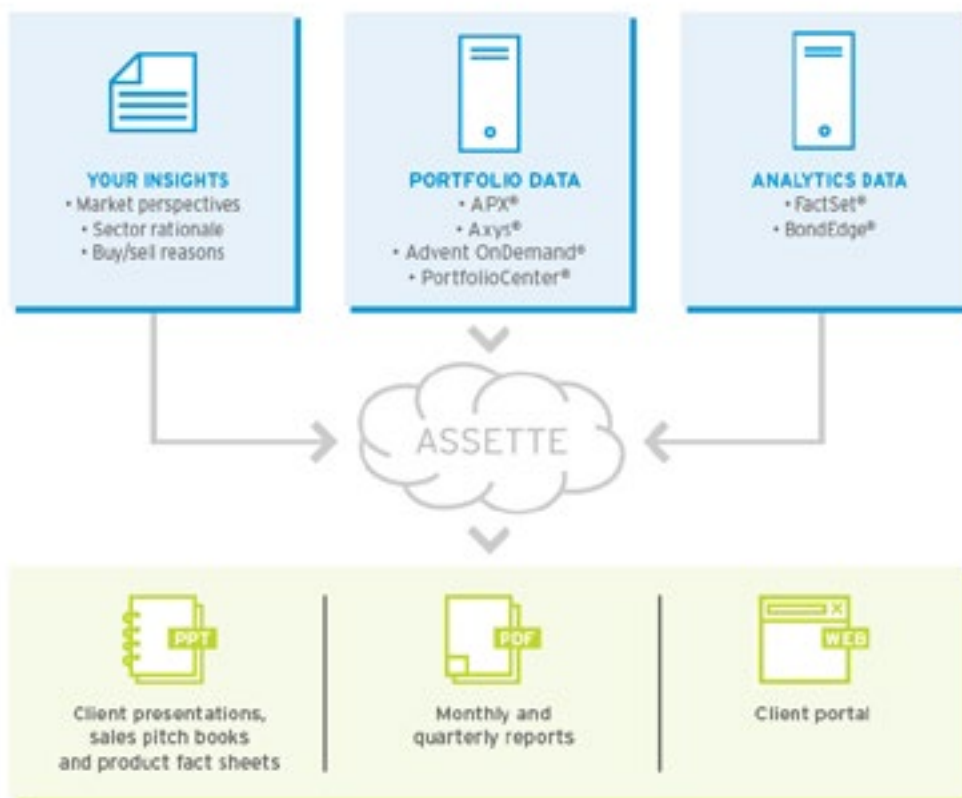 YOUR INSIGHTS
• Market perspectives
• Sector rationale
• Buy/sell reasons
PORTFOLIO DATA
• APX®
• Axys®
• Advent OnDemand®
• PortfolioCenter®
ANALYTICS DATA
• FactSet®
• BondEdge®
ASSETTE
PPT
Client presentations,
sales pitch books
and product fact sheets
PDF
Monthly and
quarterly reports
WEB
Client portal